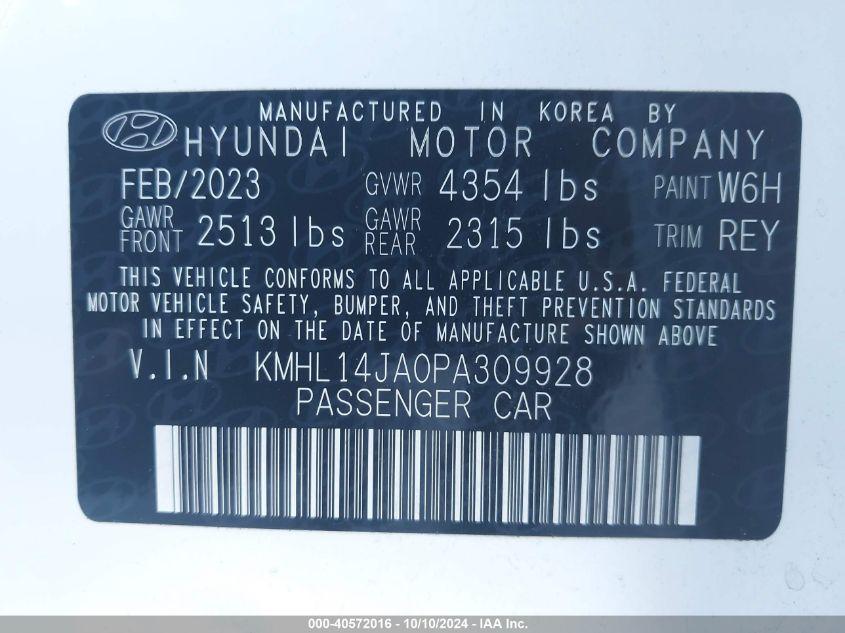 MANUFACTURED IN KOREA BY
HYUNDAI MOTOR COMPANY
FEB/2023 GVWR 4354 lbs PAINT W6H
GAWR FRONT 2513 lbs GAWR REAR 2315 lbs TRIM REY
THIS VEHICLE CONFORMS TO ALL APPLICABLE U.S.A. FEDERAL
MOTOR VEHICLE SAFETY, BUMPER, AND THEFT PREVENTION STANDARDS
IN EFFECT ON THE DATE OF MANUFACTURE SHOWN ABOVE
V.I.N KMHL14JA0PA309928
PASSENGER CAR
000-40572016 - 10/10/2024 - IAA Inc.